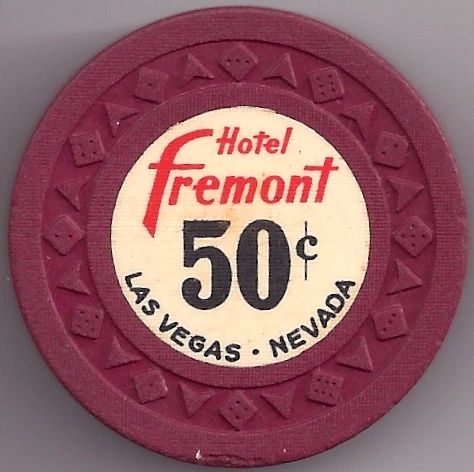 Hotel
Fremont
50¢
LAS VEGAS · NEVADA